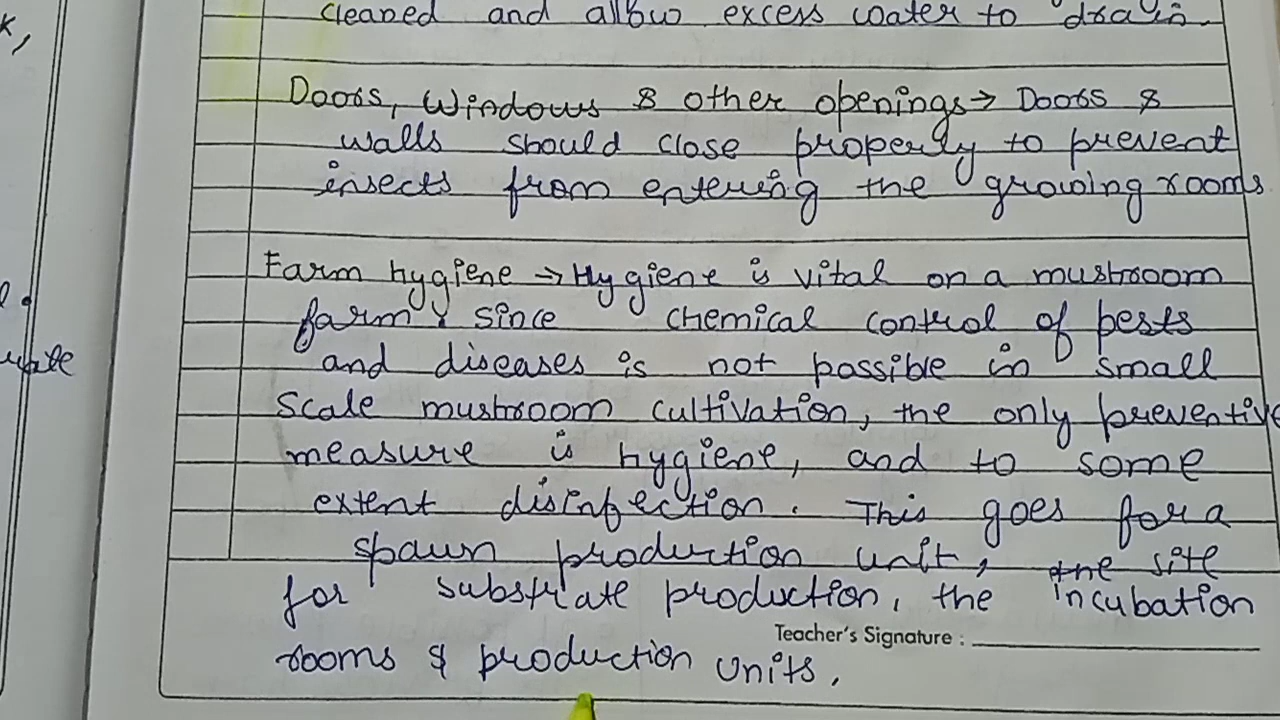 cleaned and allow excess water to drain.
Doors, Windows & other openings → Doors &
walls should close properly to prevent
insects from entering the growing rooms
Farm hygiene → Hygiene is vital on a mushroom
farm, since chemical control of pests
and diseases is not possible in small
Scale mushroom cultivation, the only preventive
measure is hygiene, and to some
extent disinfection. This goes for a
spawn production unit, the site
for substrate production, the incubation
Teacher's Signature :
rooms & production units.